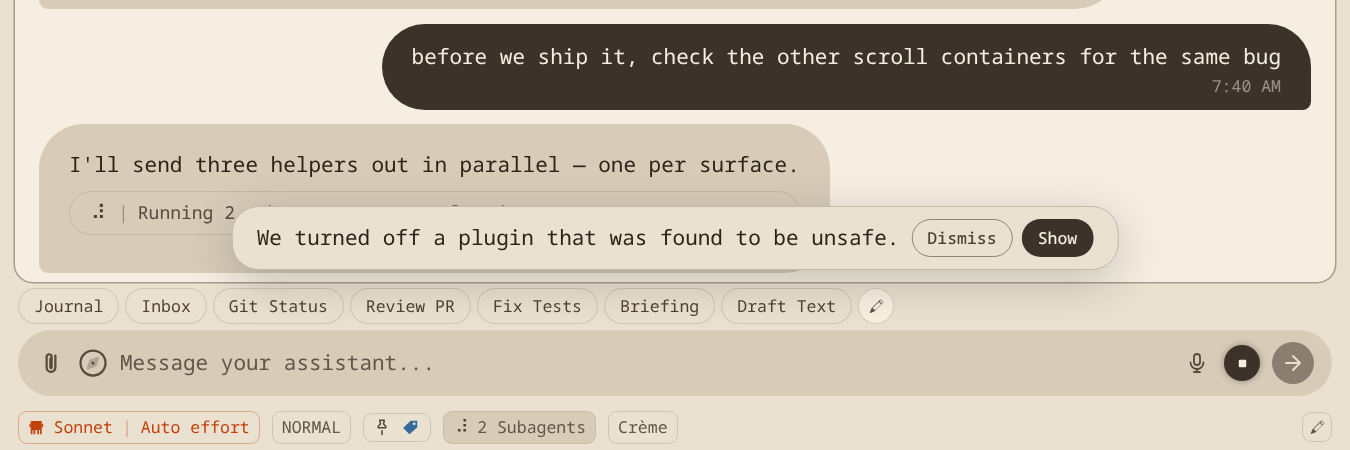 before we ship it, check the other scroll containers for the same bug
7:40 AM
I'll send three helpers out in parallel — one per surface.
Running 2
We turned off a plugin that was found to be unsafe.
Dismiss
Show
Journal
Inbox
Git Status
Review PR
Fix Tests
Briefing
Draft Text
Message your assistant...
Sonnet | Auto effort
NORMAL
2 Subagents
Crème